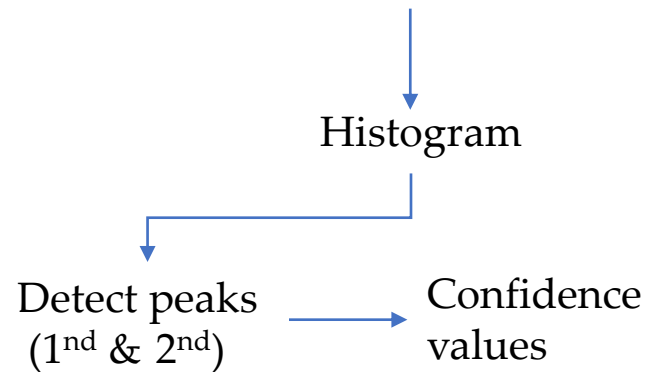 Histogram
Detect peaks
(1nd & 2nd)
Confidence
values